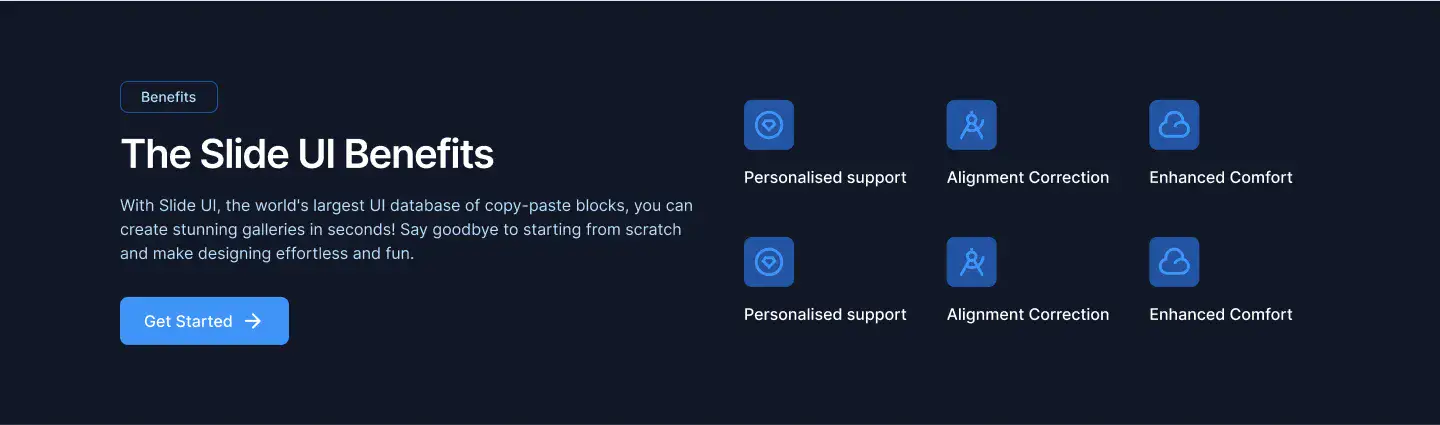 Benefits
The Slide UI Benefits
With Slide UI, the world's largest UI database of copy-paste blocks, you can
create stunning galleries in seconds! Say goodbye to starting from scratch
and make designing effortless and fun.
Get Started
Personalised support
Alignment Correction
Enhanced Comfort
Personalised support
Alignment Correction
Enhanced Comfort